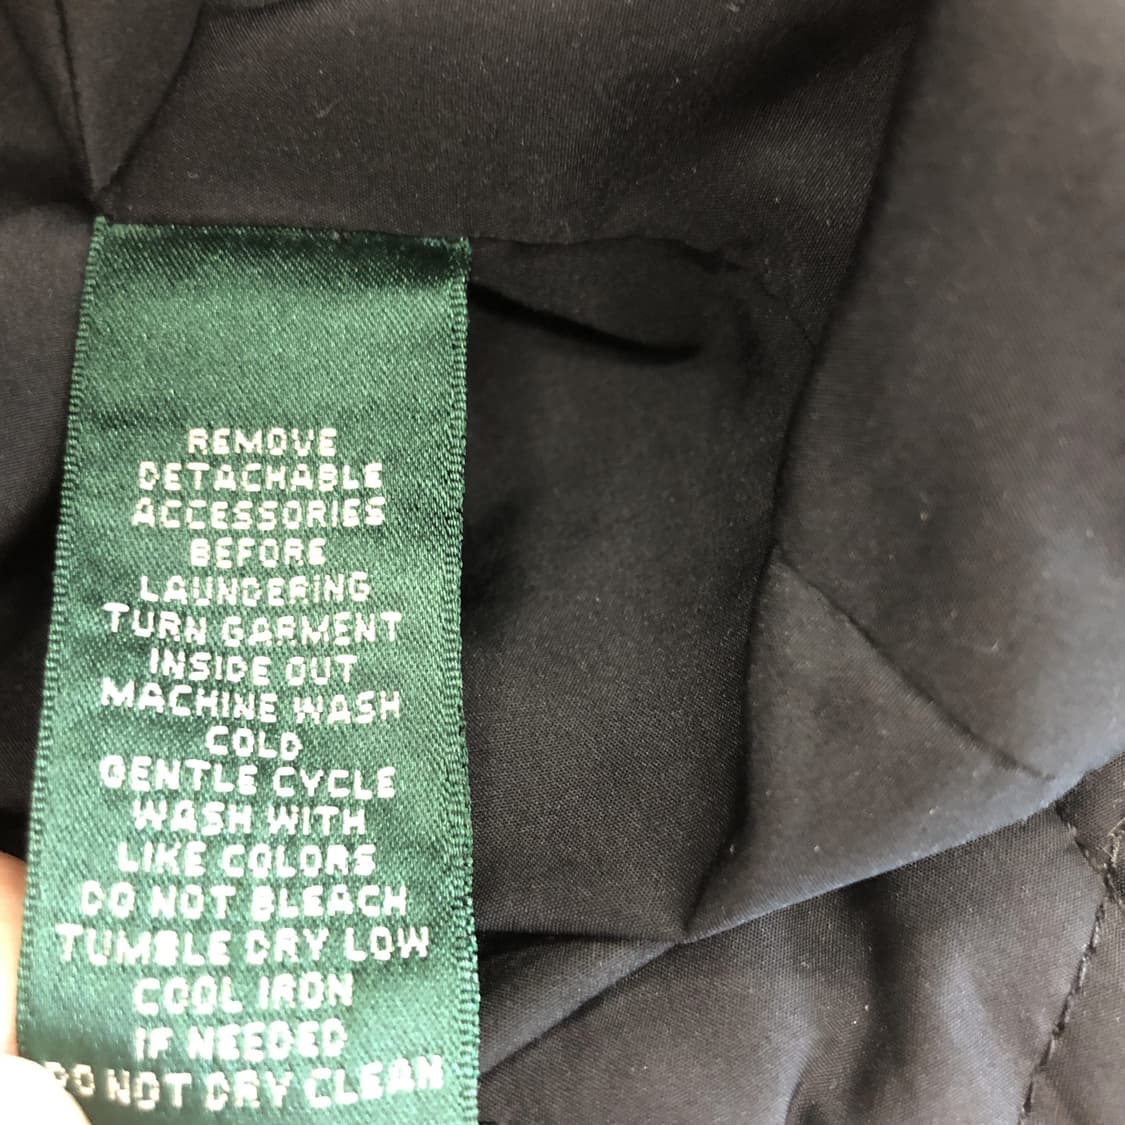 REMOVE
DETACHABLE
ACCESSORIES
BEFORE
LAUNDERING
TURN GARMENT
INSIDE OUT
MACHINE WASH
COLD
GENTLE CYCLE
WASH WITH
LIKE COLORS
DO NOT BLEACH
TUMBLE DRY LOW
COOL IRON
IF NEEDED
DO NOT DRY CLEAN